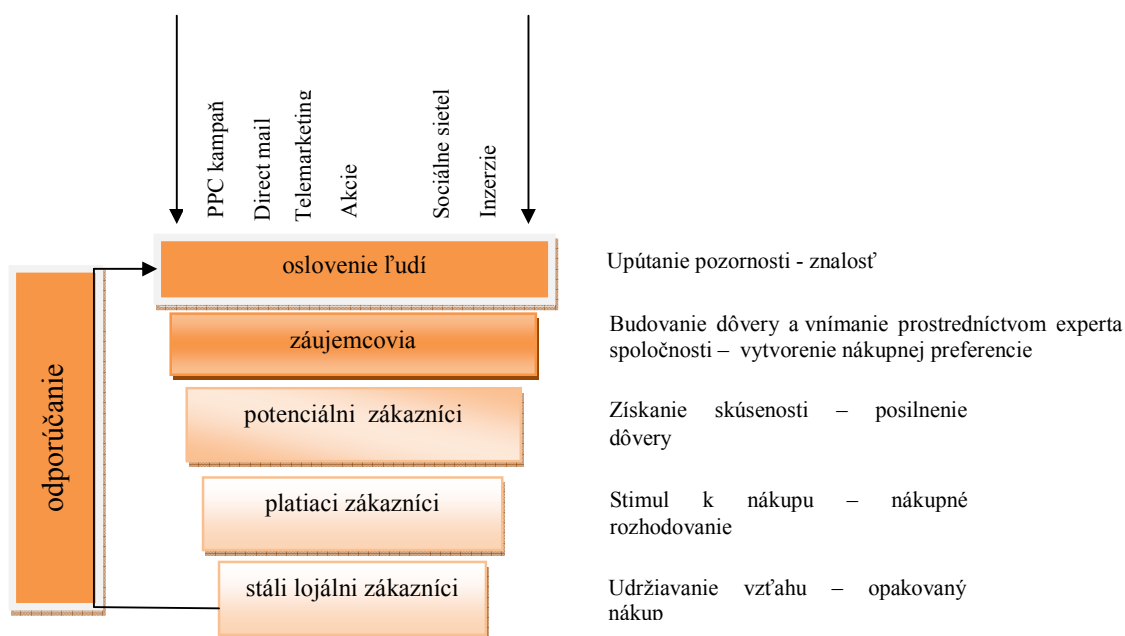 PPC kampaň
Direct mail
Telemarketing
Akcie
Sociálne sietel
Inzerzie
oslovenie ľudí
Upútanie pozornosti - znalosť
záujemcovia
Budovanie dôvery a vnímanie prostredníctvom experta
spoločnosti – vytvorenie nákupnej preferencie
odporúčanie
potenciálni zákazníci
Získanie skúsenosti – posilnenie
dôvery
platiaci zákazníci
Stimul k nákupu – nákupné
rozhodovanie
stáli lojálni zákazníci
Udržiavanie vzťahu – opakovaný
nákup